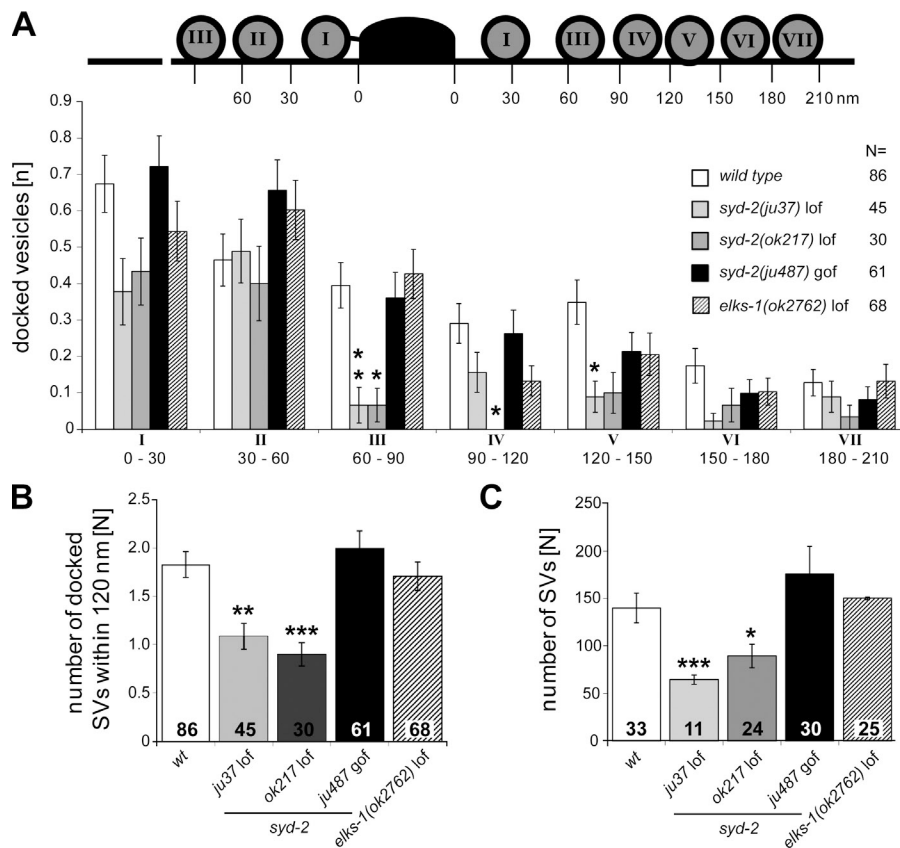 A
III II I I III IV V VI VII
60 30 0 0 30 60 90 120 150 180 210 nm
docked vesicles [n]
0.9
0.8
0.7
0.6
0.5
0.4
0.3
0.2
0.1
0
N=
wild type 86
syd-2(ju37) lof 45
syd-2(ok217) lof 30
syd-2(ju487) gof 61
elks-1(ok2762) lof 68
* * *
*
*
I II III IV V VI VII
0 - 30 30 - 60 60 - 90 90 - 120 120 - 150 150 - 180 180 - 210
B
number of docked
SVs within 120 nm [N]
2.5
2.0
1.5
1.0
0.5
0
** ***
86 45 30 61 68
wt ju37 lof ok217 lof ju487 gof elks-1(ok2762) lof
syd-2
C
number of SVs [N]
250
200
150
100
50
0
*** *
33 11 24 30 25
wt ju37 lof ok217 lof ju487 gof elks-1(ok2762) lof
syd-2